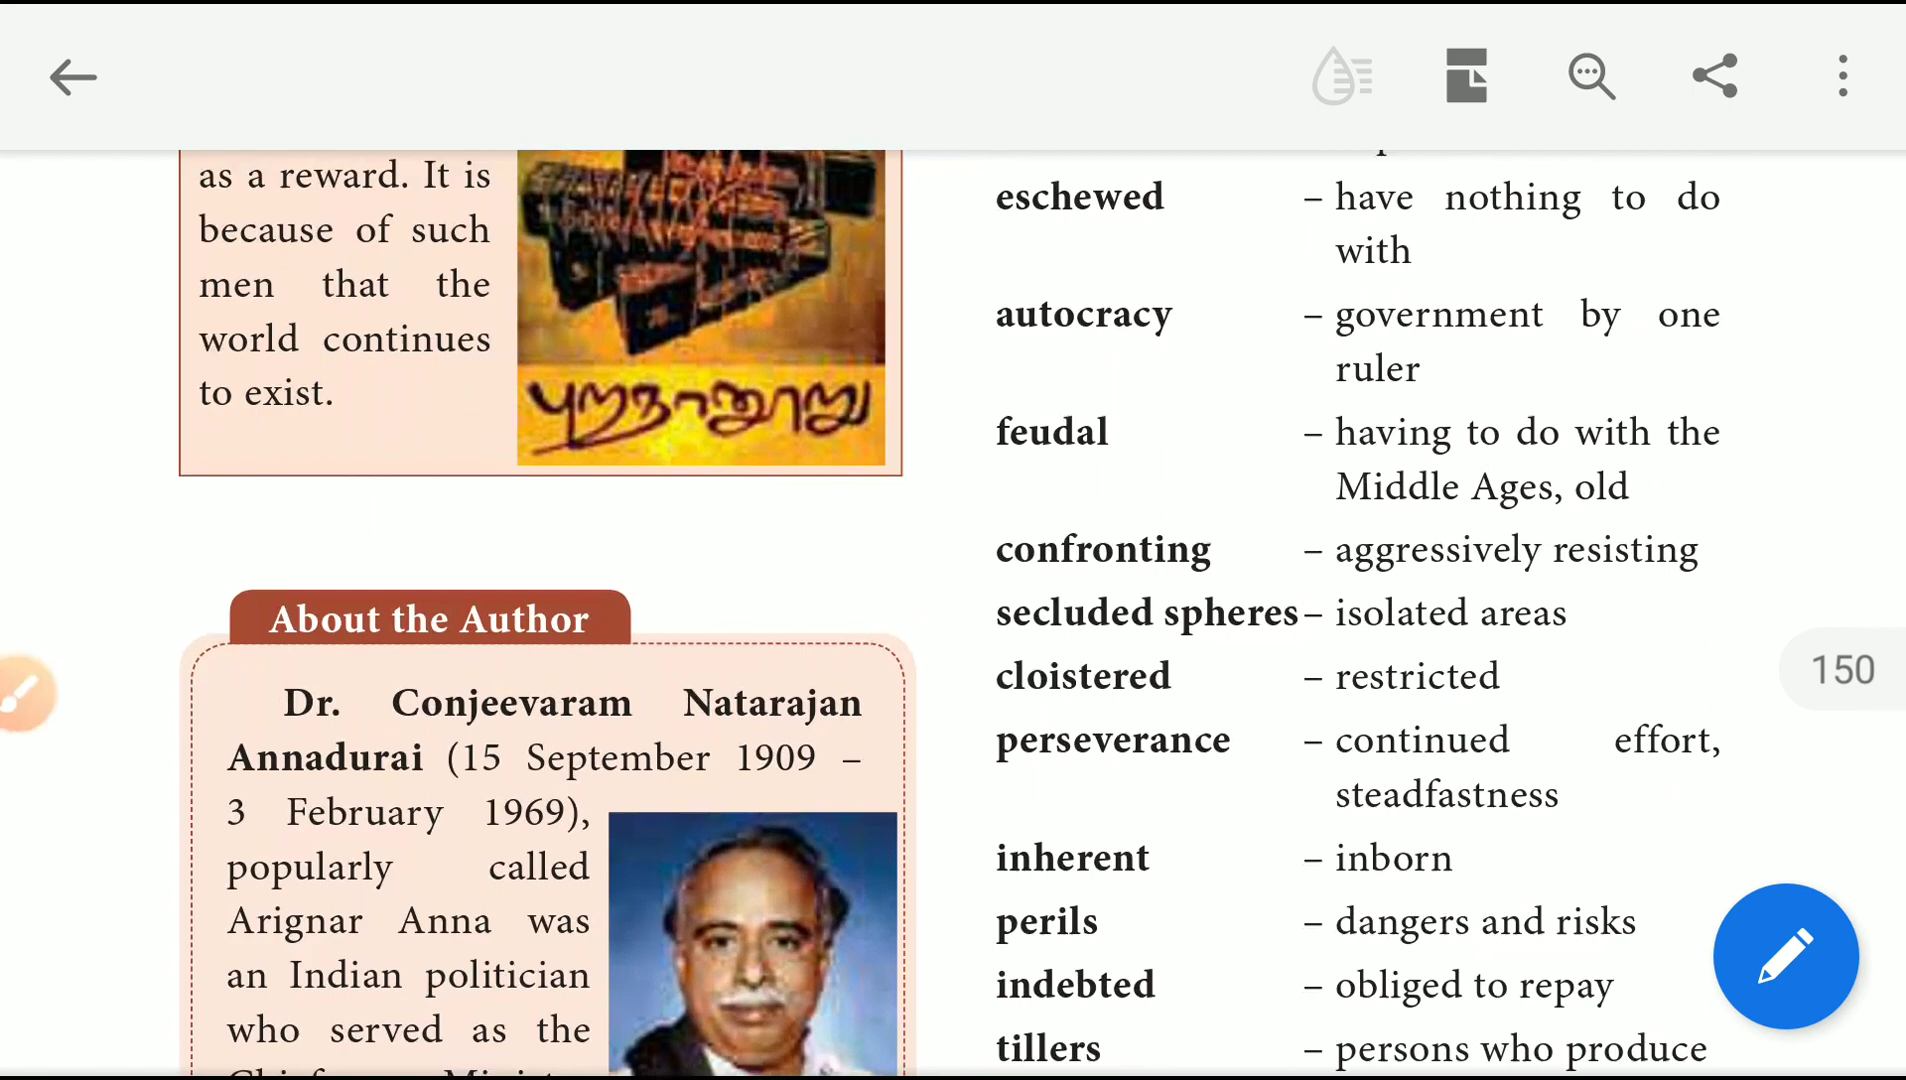 as a reward. It is
because of such
men that the
world continues
to exist.
புறநானூறு
About the Author
Dr. Conjeevaram Natarajan
Annadurai (15 September 1909 –
3 February 1969),
popularly called
Arignar Anna was
an Indian politician
who served as the
eschewed – have nothing to do
with
autocracy – government by one
ruler
feudal – having to do with the
Middle Ages, old
confronting – aggressively resisting
secluded spheres – isolated areas
cloistered – restricted
perseverance – continued effort,
steadfastness
inherent – inborn
perils – dangers and risks
indebted – obliged to repay
tillers – persons who produce
150